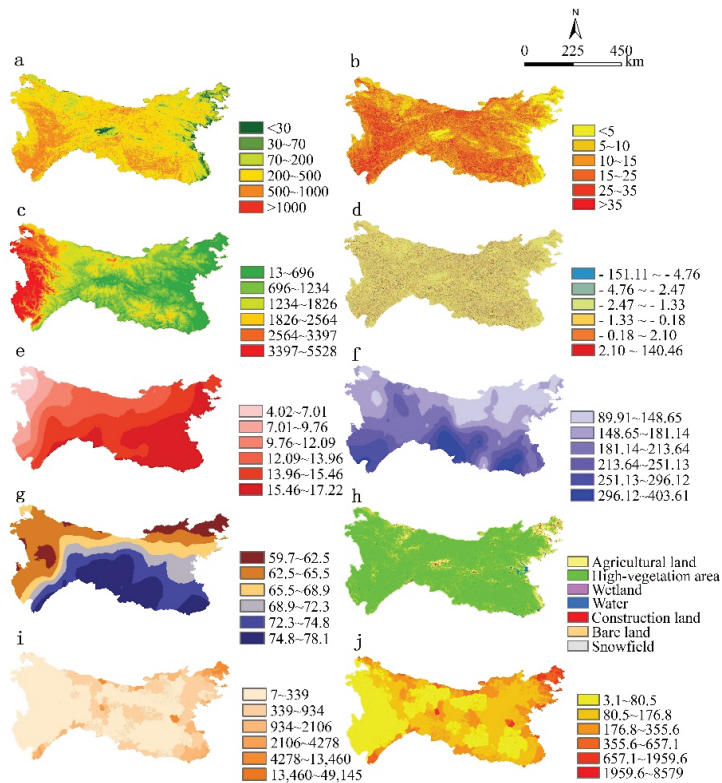 N
0 225 450
km
a
<30
30~70
70~200
200~500
500~1000
>1000
b
<5
5~10
10~15
15~25
25~35
>35
c
13~696
696~1234
1234~1826
1826~2564
2564~3397
3397~5528
d
- 151.11 ~ - 4.76
- 4.76 ~ - 2.47
- 2.47 ~ - 1.33
- 1.33 ~ - 0.18
- 0.18 ~ 2.10
2.10 ~ 140.46
e
4.02~7.01
7.01~9.76
9.76~12.09
12.09~13.96
13.96~15.46
15.46~17.22
f
89.91~148.65
148.65~181.14
181.14~213.64
213.64~251.13
251.13~296.12
296.12~403.61
g
59.7~62.5
62.5~65.5
65.5~68.9
68.9~72.3
72.3~74.8
74.8~78.1
h
Agricultural land
High-vegetation area
Wetland
Water
Construction land
Bare land
Snowfield
i
7~339
339~934
934~2106
2106~4278
4278~13,460
13,460~49,145
j
3.1~80.5
80.5~176.8
176.8~355.6
355.6~657.1
657.1~1959.6
1959.6~8579